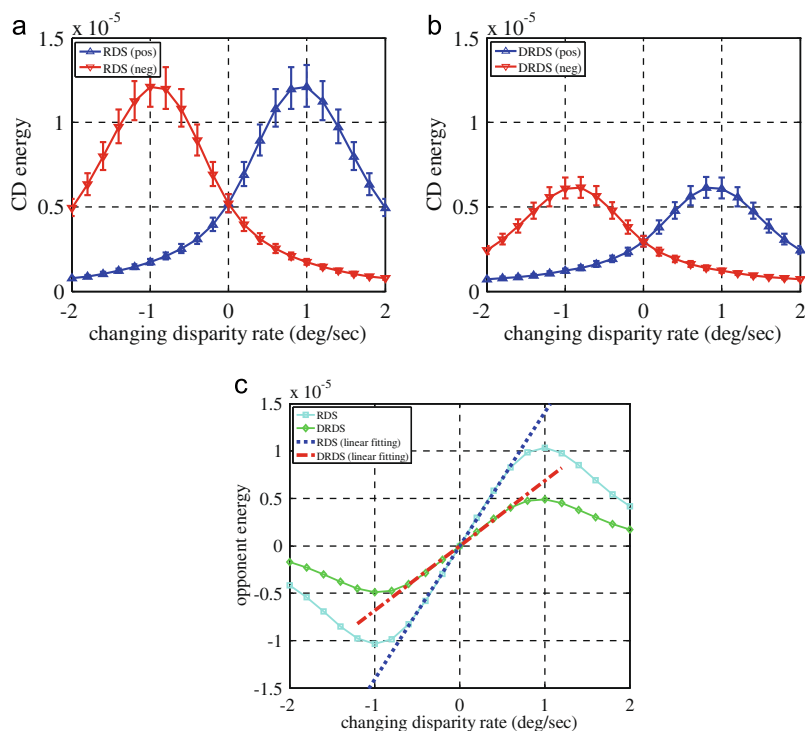 a
x 10⁻⁵
1.5
1
0.5
0
CD energy
RDS (pos)
RDS (neg)
-2 -1 0 1 2
changing disparity rate (deg/sec)
b
x 10⁻⁵
1.5
1
0.5
0
CD energy
DRDS (pos)
DRDS (neg)
-2 -1 0 1 2
changing disparity rate (deg/sec)
c
x 10⁻⁵
1.5
1
0.5
0
-0.5
-1
-1.5
opponent energy
RDS
DRDS
RDS (linear fitting)
DRDS (linear fitting)
-2 -1 0 1 2
changing disparity rate (deg/sec)